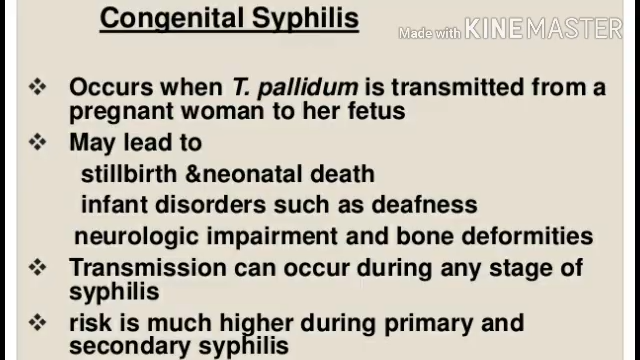 Congenital Syphilis
Made with KINEMASTER
❖ Occurs when T. pallidum is transmitted from a
pregnant woman to her fetus
❖ May lead to
stillbirth &neonatal death
infant disorders such as deafness
neurologic impairment and bone deformities
❖ Transmission can occur during any stage of
syphilis
❖ risk is much higher during primary and
secondary syphilis